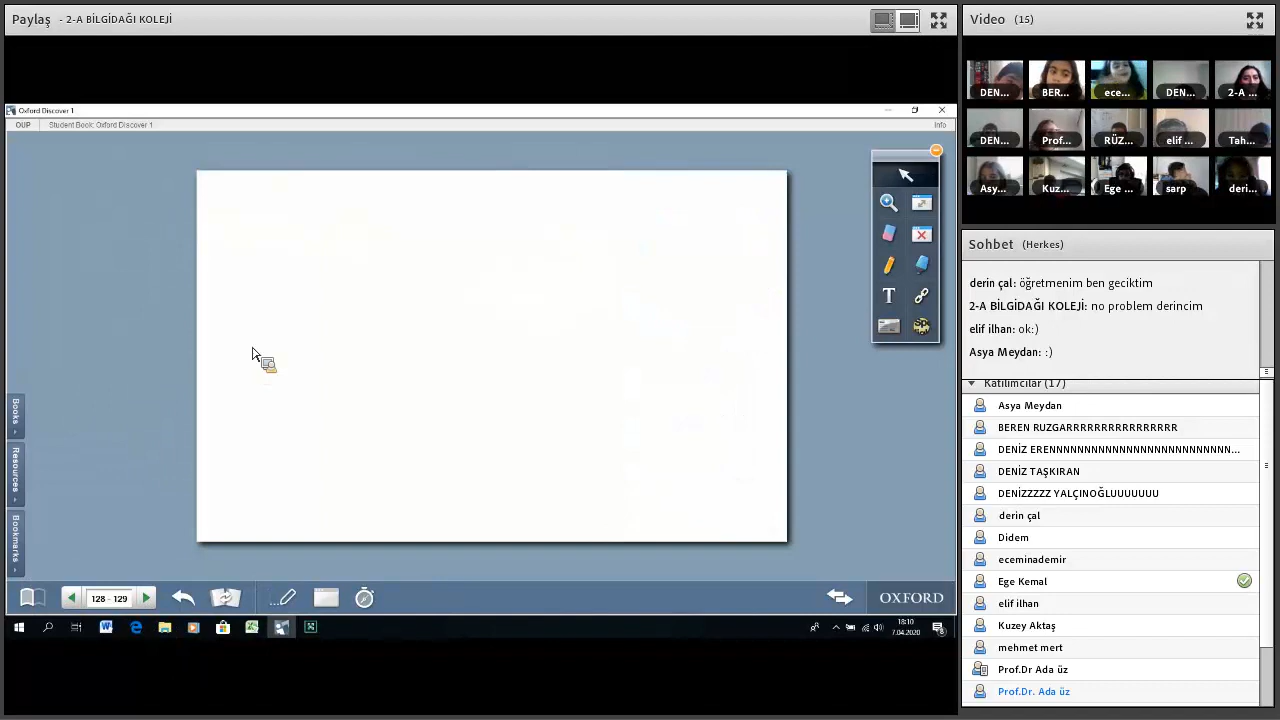 Paylaş - 2-A BİLGİDAĞI KOLEJİ
Oxford Discover 1
OUP Student Book: Oxford Discover 1 Info
T
Books
Resources
Bookmarks
128 - 129
OXFORD
18:10
7.04.2020
Video (15)
DEN... BER... ece... DEN... 2-A ...
DEN... Prof... RÜZ... elif ... Tah...
Asy... Kuz... Ege ... sarp deri...
Sohbet (Herkes)
derin çal: öğretmenim ben geciktim
2-A BİLGİDAĞI KOLEJİ: no problem derincim
elif ilhan: ok:)
Asya Meydan: :)
Katılımcılar (17)
Asya Meydan
BEREN RUZGARRRRRRRRRRRRRRRR
DENİZ ERENNNNNNNNNNNNNNNNNNNNNNNNNN...
DENİZ TAŞKIRAN
DENİZZZZZ YALÇINOĞLUUUUUUU
derin çal
Didem
eceminademir
Ege Kemal
elif ilhan
Kuzey Aktaş
mehmet mert
Prof.Dr Ada üz
Prof.Dr. Ada üz